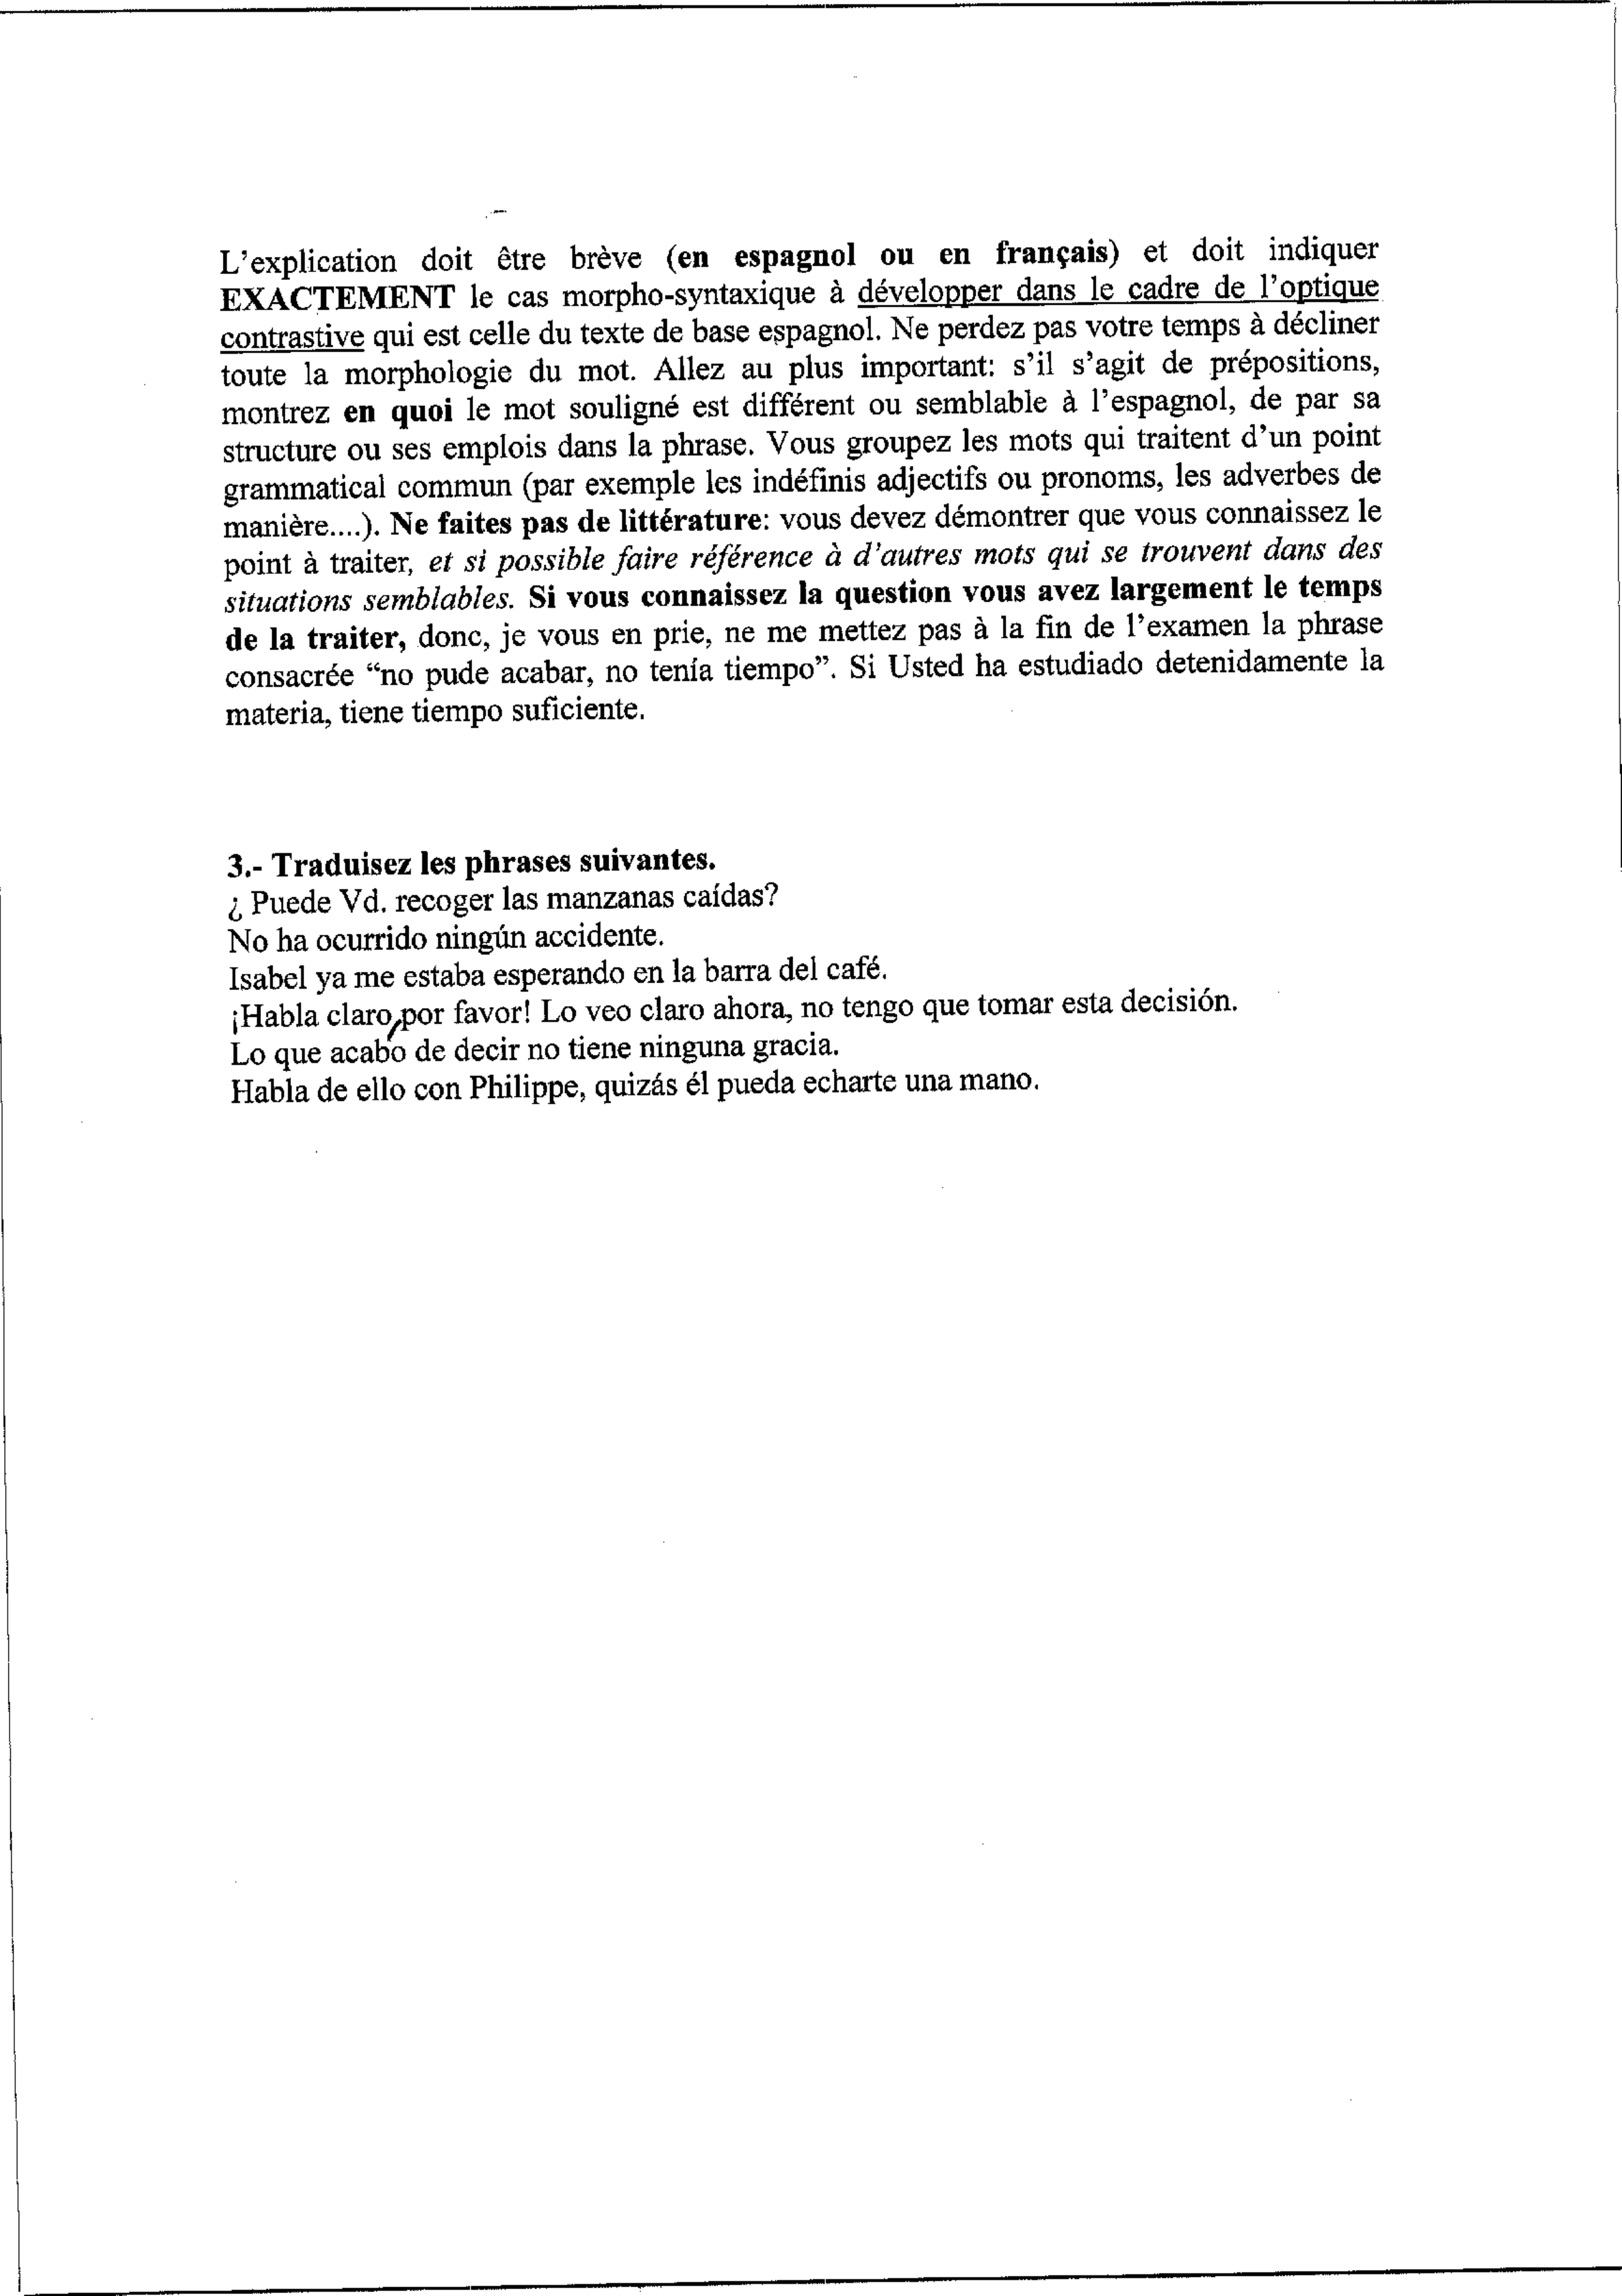 L'explication doit être brève (en espagnol ou en français) et doit indiquer
EXACTEMENT le cas morpho-syntaxique à développer dans le cadre de l'optique
contrastive qui est celle du texte de base espagnol. Ne perdez pas votre temps à décliner
toute la morphologie du mot. Allez au plus important: s'il s'agit de prépositions,
montrez en quoi le mot souligné est différent ou semblable à l'espagnol, de par sa
structure ou ses emplois dans la phrase. Vous groupez les mots qui traitent d'un point
grammatical commun (par exemple les indéfinis adjectifs ou pronoms, les adverbes de
manière....). Ne faites pas de littérature: vous devez démontrer que vous connaissez le
point à traiter, et si possible faire référence à d'autres mots qui se trouvent dans des
situations semblables. Si vous connaissez la question vous avez largement le temps
de la traiter, donc, je vous en prie, ne me mettez pas à la fin de l'examen la phrase
consacrée “no pude acabar, no tenía tiempo”. Si Usted ha estudiado detenidamente la
materia, tiene tiempo suficiente.
3.- Traduisez les phrases suivantes.
¿ Puede Vd. recoger las manzanas caídas?
No ha ocurrido ningún accidente.
Isabel ya me estaba esperando en la barra del café.
¡Habla claro,por favor! Lo veo claro ahora, no tengo que tomar esta decisión.
Lo que acabo de decir no tiene ninguna gracia.
Habla de ello con Philippe, quizás él pueda echarte una mano.